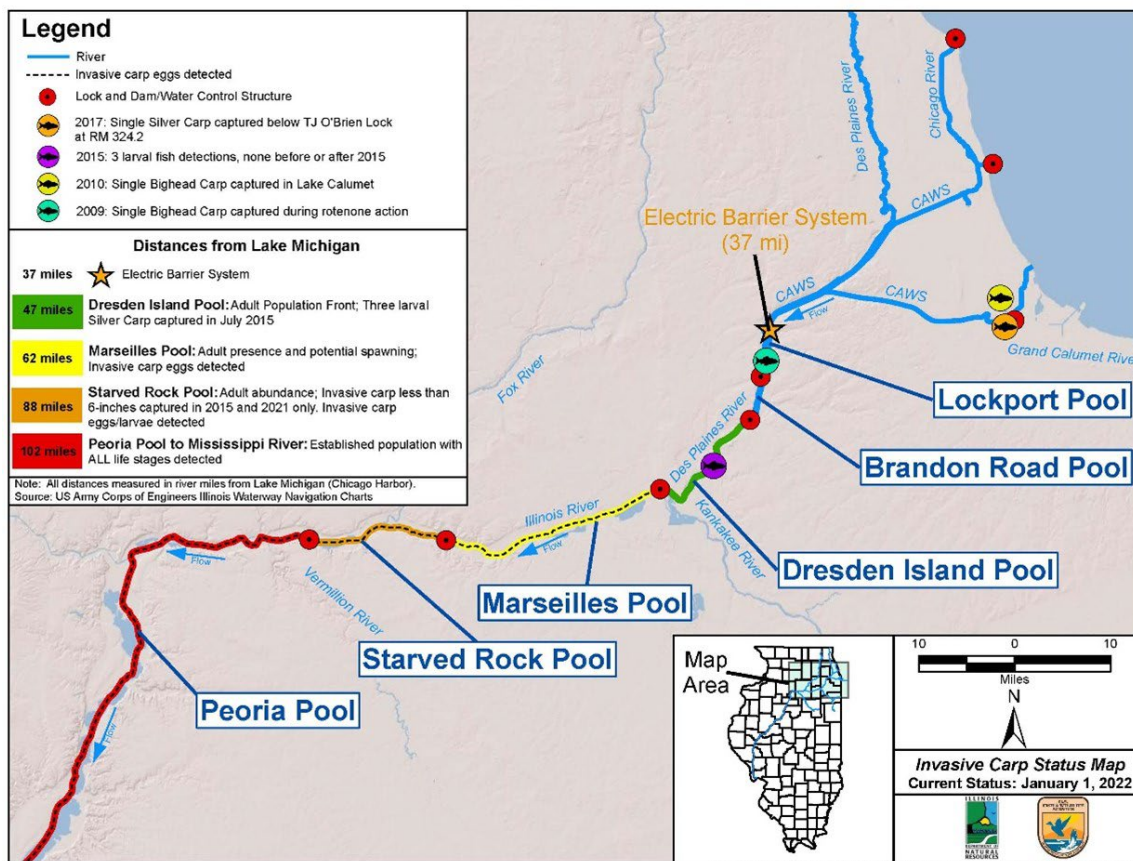 Legend
River
Invasive carp eggs detected
Lock and Dam/Water Control Structure
2017: Single Silver Carp captured below TJ O'Brien Lock
at RM 324.2
2015: 3 larval fish detections, none before or after 2015
2010: Single Bighead Carp captured in Lake Calumet
2009: Single Bighead Carp captured during rotenone action
Distances from Lake Michigan
37 miles Electric Barrier System
47 miles Dresden Island Pool: Adult Population Front; Three larval
Silver Carp captured in July 2015
62 miles Marseilles Pool: Adult presence and potential spawning;
Invasive carp eggs detected
88 miles Starved Rock Pool: Adult abundance; Invasive carp less than
6-inches captured in 2015 and 2021 only. Invasive carp
eggs/larvae detected
102 miles Peoria Pool to Mississippi River: Established population with
ALL life stages detected
Note: All distances measured in river miles from Lake Michigan (Chicago Harbor).
Source: US Army Corps of Engineers Illinois Waterway Navigation Charts
Des Plaines River
Chicago River
CAWS
Electric Barrier System
(37 mi)
CAWS
CAWS
Flow
Grand Calumet River
Fox River
Lockport Pool
Des Plaines River
Brandon Road Pool
Kankakee River
Illinois River
Dresden Island Pool
Flow
Marseilles Pool
Flow
Vermillion River
Starved Rock Pool
Peoria Pool
Flow
Map
Area
10 0 10
Miles
N
Invasive Carp Status Map
Current Status: January 1, 2022
ILLINOIS
DEPARTMENT OF
NATURAL
RESOURCES